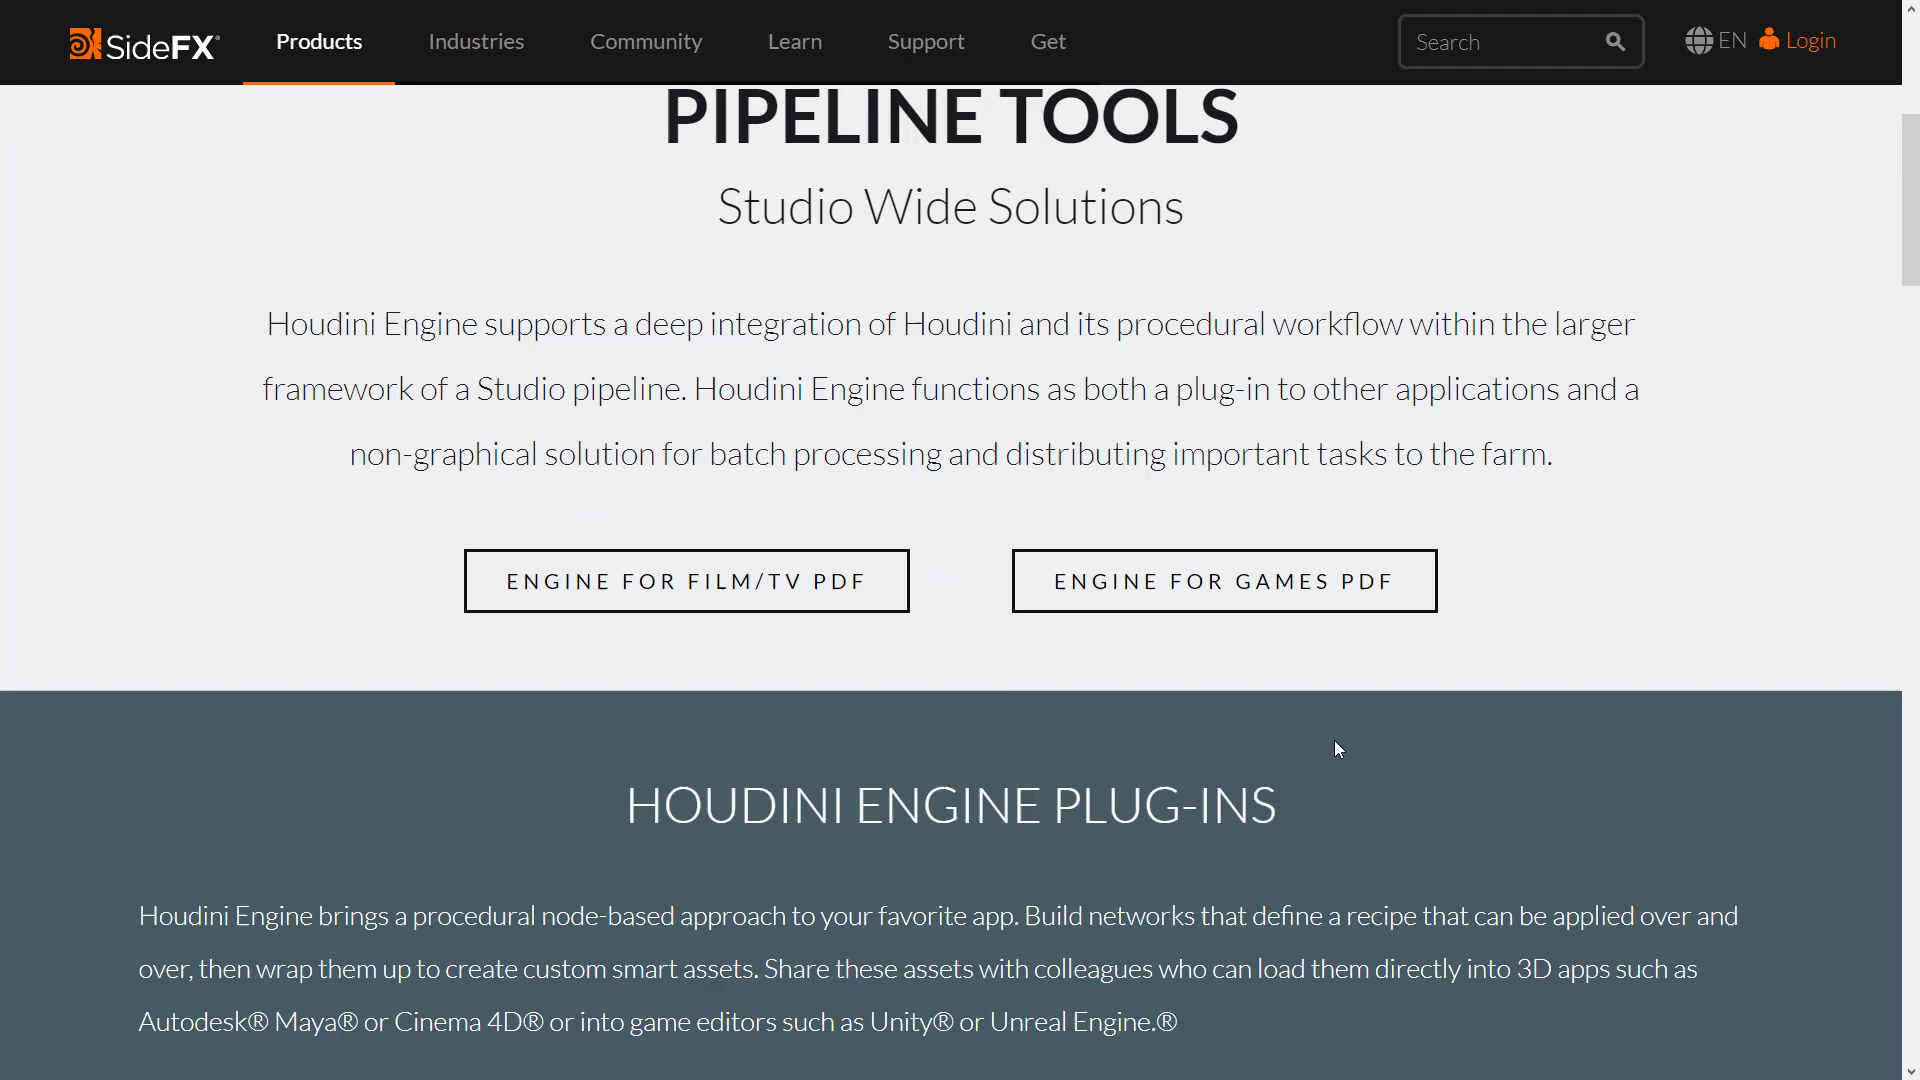 SideFX® Products Industries Community Learn Support Get Search EN Login
PIPELINE TOOLS
Studio Wide Solutions
Houdini Engine supports a deep integration of Houdini and its procedural workflow within the larger
framework of a Studio pipeline. Houdini Engine functions as both a plug-in to other applications and a
non-graphical solution for batch processing and distributing important tasks to the farm.
ENGINE FOR FILM/TV PDF ENGINE FOR GAMES PDF
HOUDINI ENGINE PLUG-INS
Houdini Engine brings a procedural node-based approach to your favorite app. Build networks that define a recipe that can be applied over and
over, then wrap them up to create custom smart assets. Share these assets with colleagues who can load them directly into 3D apps such as
Autodesk® Maya® or Cinema 4D® or into game editors such as Unity® or Unreal Engine.®